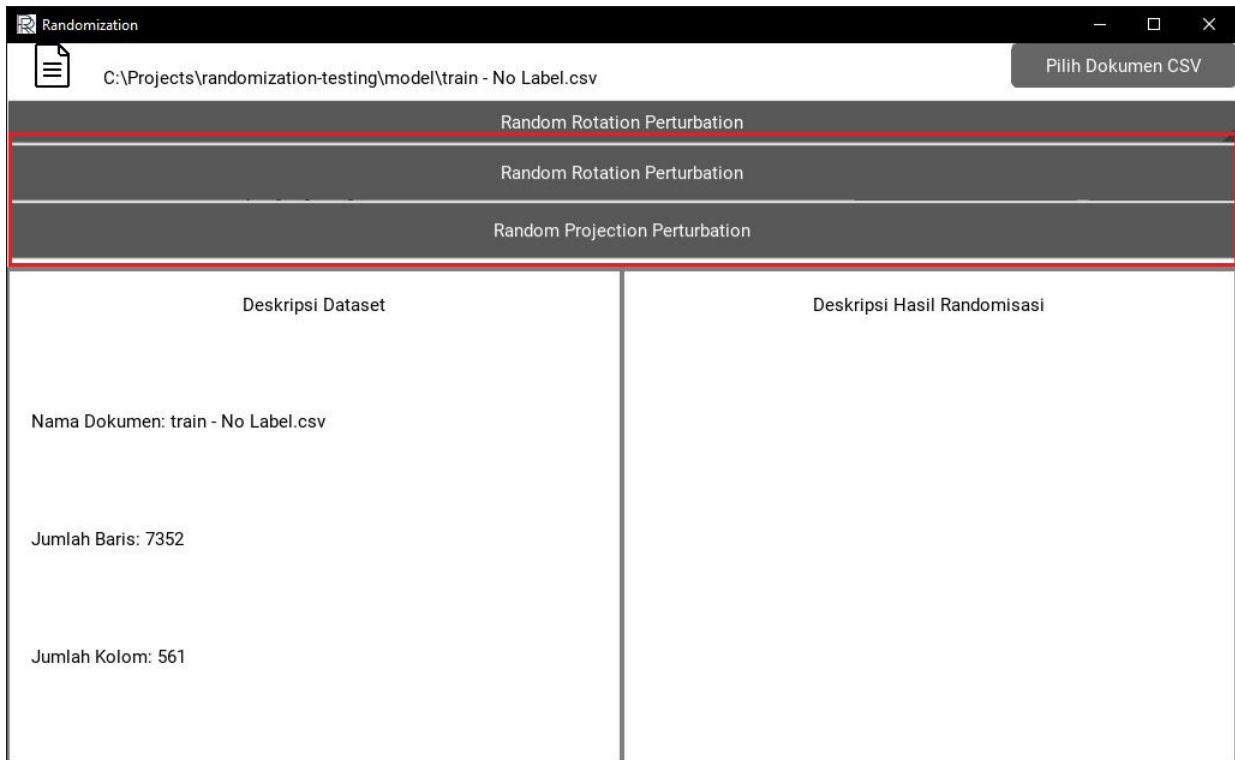 Randomization
C:\Projects\randomization-testing\model\train - No Label.csv
Pilih Dokumen CSV
Random Rotation Perturbation
Random Rotation Perturbation
Random Projection Perturbation
Deskripsi Dataset
Nama Dokumen: train - No Label.csv
Jumlah Baris: 7352
Jumlah Kolom: 561
Deskripsi Hasil Randomisasi